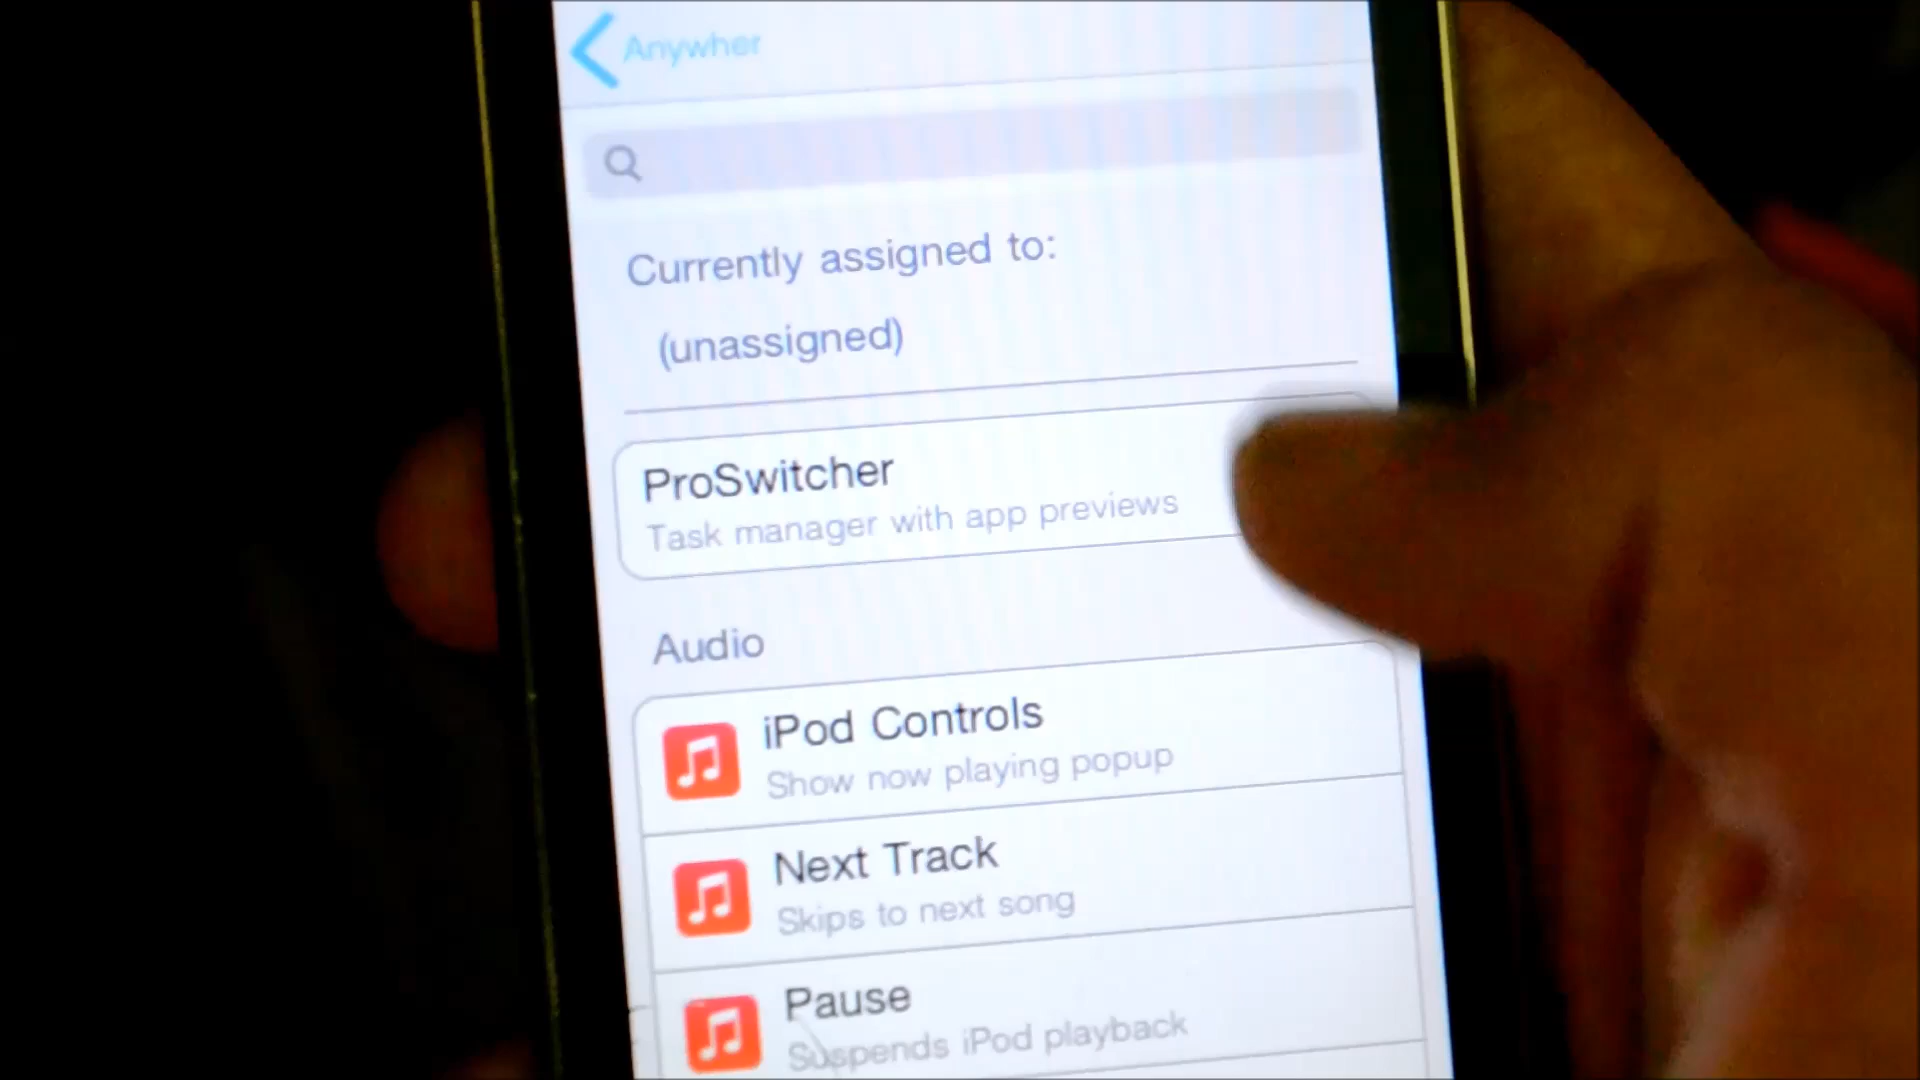 Anywher
Currently assigned to:
(unassigned)
ProSwitcher
Task manager with app previews
Audio
iPod Controls
Show now playing popup
Next Track
Skips to next song
Pause
Suspends iPod playback